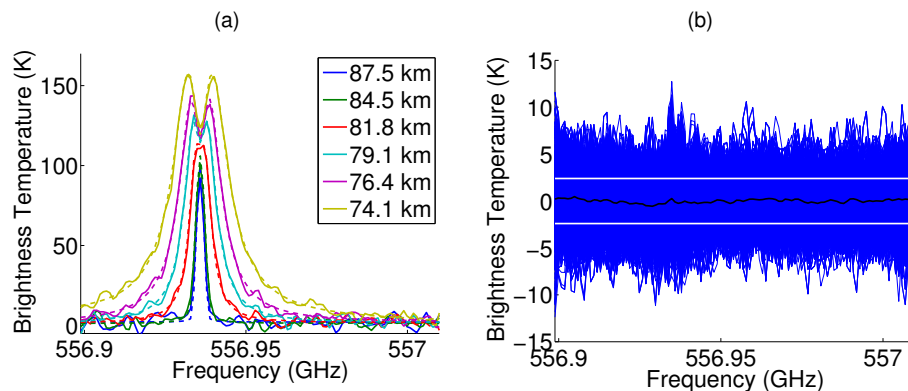 (a)
Brightness Temperature (K)
150
100
50
0
556.9
556.95
557
Frequency (GHz)
87.5 km
84.5 km
81.8 km
79.1 km
76.4 km
74.1 km
(b)
Brightness Temperature (K)
15
10
5
0
−5
−10
−15
556.9
556.95
557
Frequency (GHz)